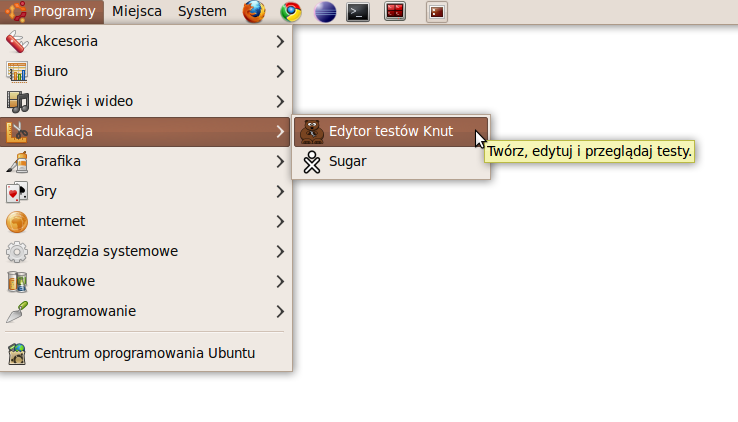 Programy Miejsca System
Akcesoria
Biuro
Dźwięk i wideo
Edukacja
Edytor testów Knut
Twórz, edytuj i przeglądaj testy.
Sugar
Grafika
Gry
Internet
Narzędzia systemowe
Naukowe
Programowanie
Centrum oprogramowania Ubuntu